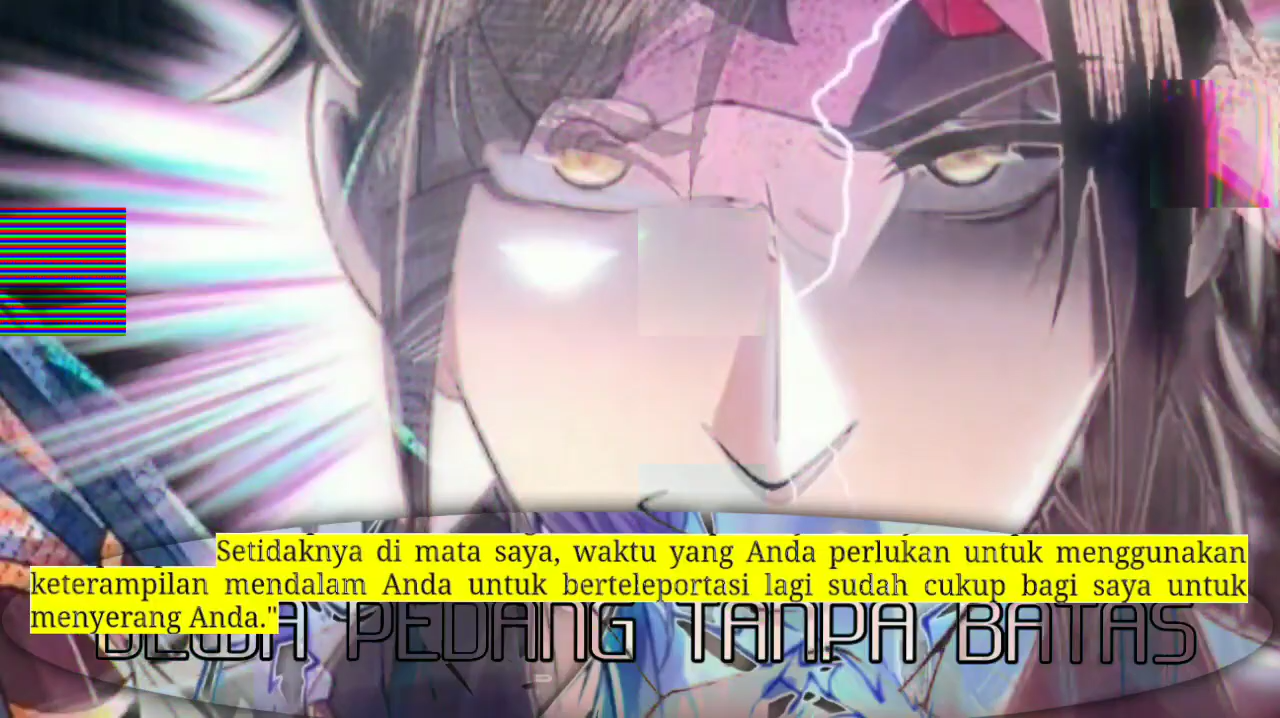 Setidaknya di mata saya, waktu yang Anda perlukan untuk menggunakan
keterampilan mendalam Anda untuk berteleportasi lagi sudah cukup bagi saya untuk
menyerang Anda."
DEWA PEDANG TANPA BATAS